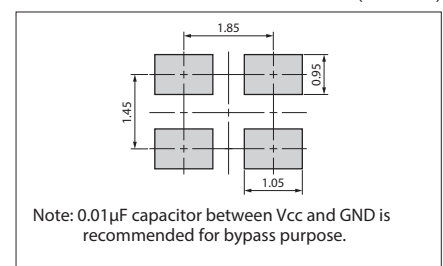 1.85
0.95
1.45
1.05
Note: 0.01µF capacitor between Vcc and GND is
recommended for bypass purpose.